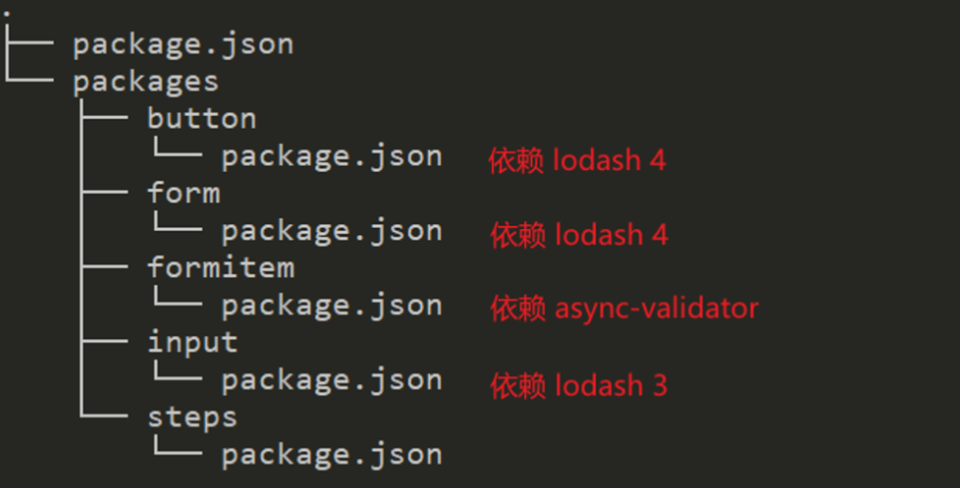 .
├── package.json
└── packages
├── button
└── package.json 依赖 lodash 4
├── form
└── package.json 依赖 lodash 4
├── formitem
└── package.json 依赖 async-validator
├── input
└── package.json 依赖 lodash 3
└── steps
└── package.json